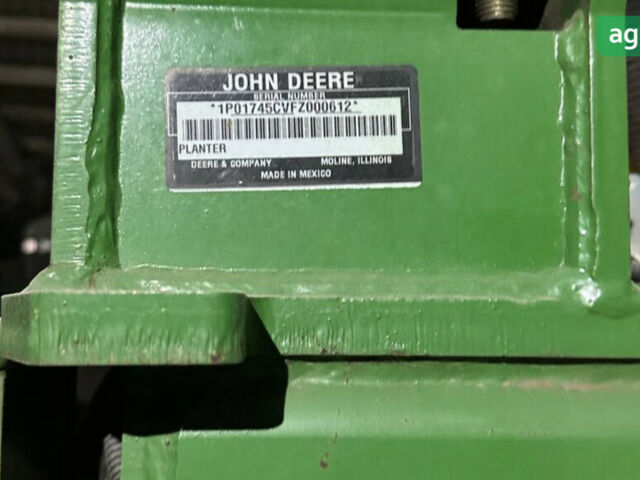 ag
JOHN DEERE
SERIAL NUMBER
*1P01745CVFZ000612*
PLANTER
DEERE & COMPANY MOLINE, ILLINOIS
MADE IN MEXICO